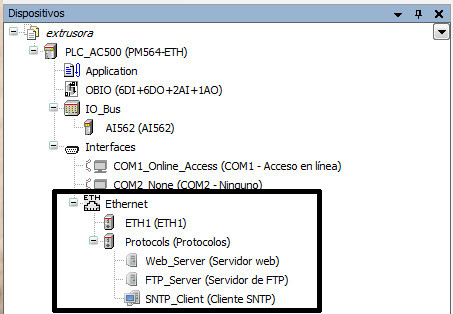 Dispositivos
extrusora
PLC_AC500 (PM564-ETH)
Application
OBIO (6DI+6DO+2AI+1AO)
IO_Bus
AI562 (AI562)
Interfaces
COM1_Online_Access (COM1 - Acceso en línea)
COM2_None (COM2 - Ninguno)
ETH Ethernet
ETH1 (ETH1)
Protocols (Protocolos)
Web_Server (Servidor web)
FTP_Server (Servidor de FTP)
SNTP_Client (Cliente SNTP)